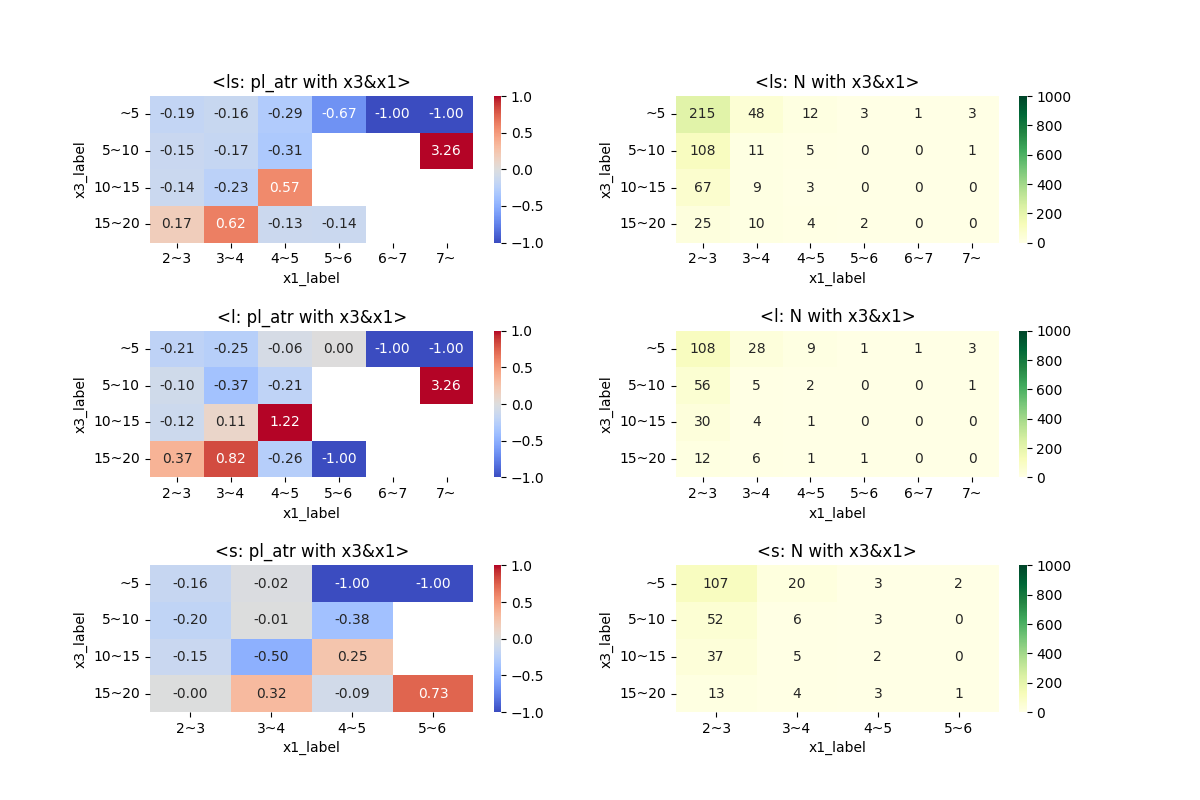 <ls: pl_atr with x3&x1>
x3_label
~5 -0.19 -0.16 -0.29 -0.67 -1.00 -1.00
5~10 -0.15 -0.17 -0.31 3.26
10~15 -0.14 -0.23 0.57
15~20 0.17 0.62 -0.13 -0.14
2~3 3~4 4~5 5~6 6~7 7~
x1_label
1.0
0.5
0.0
−0.5
−1.0
<ls: N with x3&x1>
x3_label
~5 215 48 12 3 1 3
5~10 108 11 5 0 0 1
10~15 67 9 3 0 0 0
15~20 25 10 4 2 0 0
2~3 3~4 4~5 5~6 6~7 7~
x1_label
1000
800
600
400
200
0
<l: pl_atr with x3&x1>
x3_label
~5 -0.21 -0.25 -0.06 0.00 -1.00 -1.00
5~10 -0.10 -0.37 -0.21 3.26
10~15 -0.12 0.11 1.22
15~20 0.37 0.82 -0.26 -1.00
2~3 3~4 4~5 5~6 6~7 7~
x1_label
1.0
0.5
0.0
−0.5
−1.0
<l: N with x3&x1>
x3_label
~5 108 28 9 1 1 3
5~10 56 5 2 0 0 1
10~15 30 4 1 0 0 0
15~20 12 6 1 1 0 0
2~3 3~4 4~5 5~6 6~7 7~
x1_label
1000
800
600
400
200
0
<s: pl_atr with x3&x1>
x3_label
~5 -0.16 -0.02 -1.00 -1.00
5~10 -0.20 -0.01 -0.38
10~15 -0.15 -0.50 0.25
15~20 -0.00 0.32 -0.09 0.73
2~3 3~4 4~5 5~6
x1_label
1.0
0.5
0.0
−0.5
−1.0
<s: N with x3&x1>
x3_label
~5 107 20 3 2
5~10 52 6 3 0
10~15 37 5 2 0
15~20 13 4 3 1
2~3 3~4 4~5 5~6
x1_label
1000
800
600
400
200
0